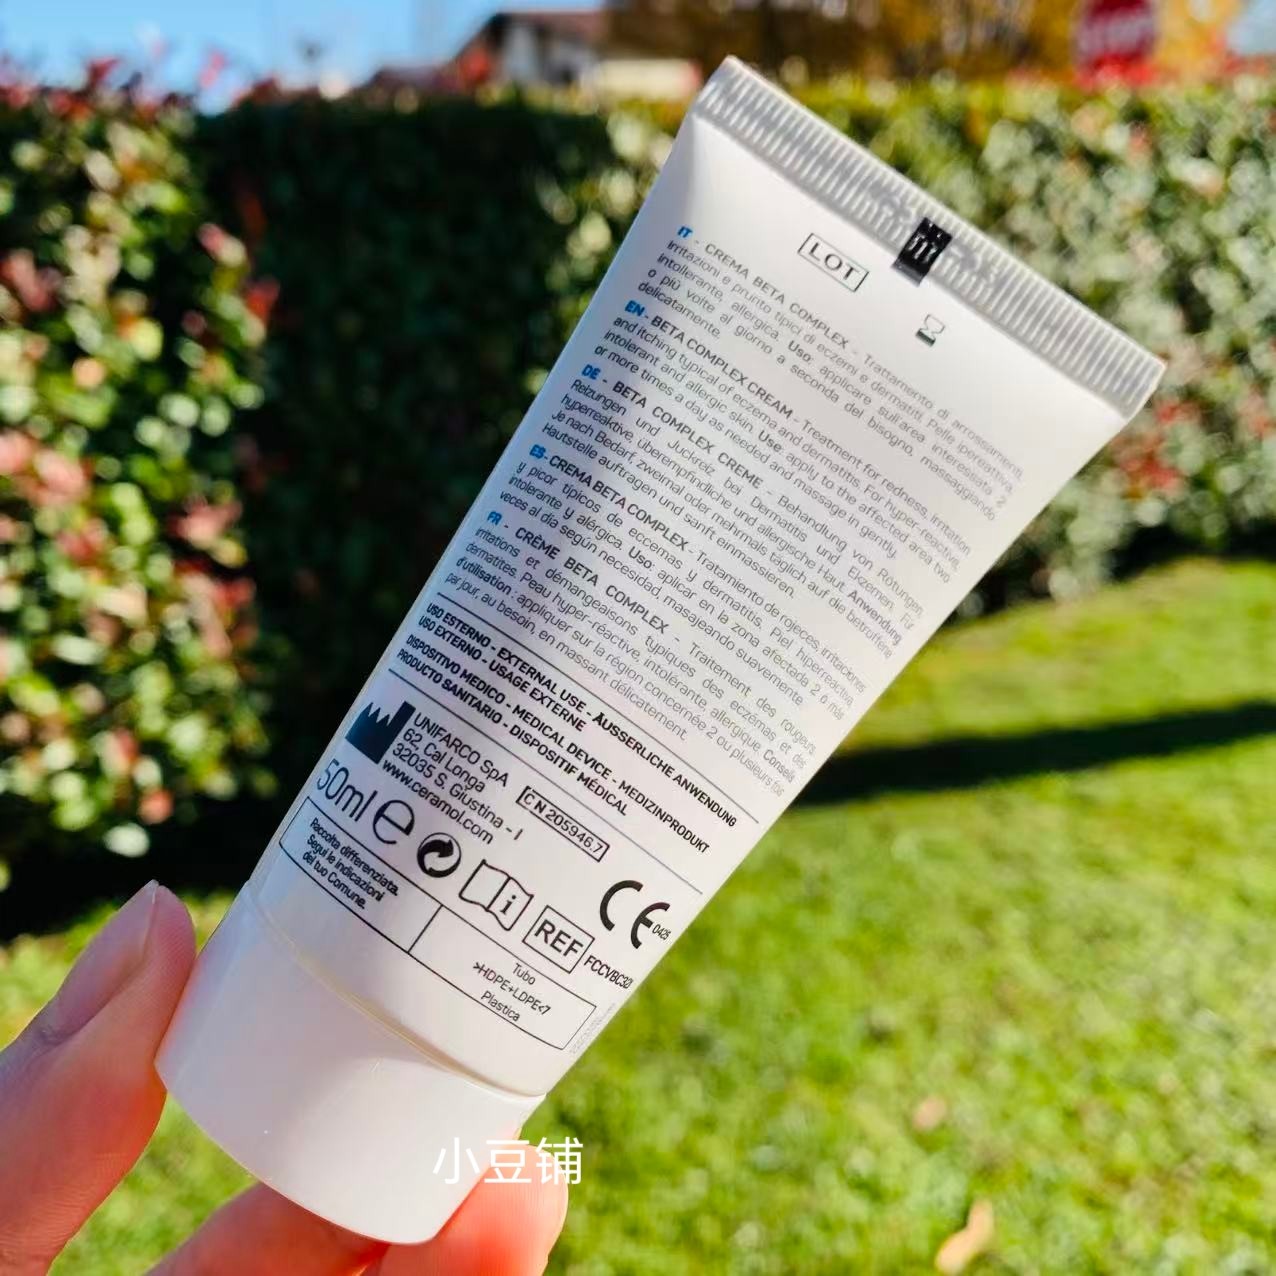 LOT
IT - CREMA BETA COMPLEX - Trattamento di arrossamenti
irritazioni e prurito tipici di eczemi e dermatiti. Pelle iperreattiva,
intollerante, allergica. Uso: applicare sull'area interessata 2
o più volte al giorno a seconda del bisogno, massaggiando
delicatamente.
EN - BETA COMPLEX CREAM - Treatment for redness, irritation
and itching typical of eczema and dermatitis. For hyper-reactive,
intolerant and allergic skin. Use: apply to the affected area two
or more times a day as needed and massage in gently.
DE - BETA COMPLEX CREME - Behandlung von Rötungen,
Reizungen und Juckreiz bei Dermatitis und Ekzemen. Für
hyperreaktive, überempfindliche und allergische Haut. Anwendung
Je nach Bedarf, zweimal oder mehrmals täglich auf die betroffene
Hautstelle auftragen und sanft einmassieren.
ES - CREMA BETA COMPLEX - Tratamiento de rojeces, irritaciones
y picor típicos de eccemas y dermatitis. Piel hiperreactiva,
intolerante y alérgica. Uso: aplicar en la zona afectada 2 ó más
veces al día según necesidad, masajeando suavemente.
FR - CRÈME BETA COMPLEX - Traitement des rougeurs,
irritations et démangeaisons typiques des eczémas et des
dermatites. Peau hyper-réactive, intolérante, allergique. Conseils
d'utilisation : appliquer sur la région concernée 2 ou plusieurs fois
par jour, au besoin, en massant délicatement.
USO ESTERNO - EXTERNAL USE - ÄUSSERLICHE ANWENDUNG
USO EXTERNO - USAGE EXTERNE
DISPOSITIVO MEDICO - MEDICAL DEVICE - MEDIZINPRODUKT
PRODUCTO SANITARIO - DISPOSITIF MÉDICAL
UNIFARCO SpA
62, Cal Longa
32035 S. Giustina - I
www.ceramol.com
CN 205946.7
50ml e
CE 0425
REF FCCVBC321
Raccolta differenziata.
Segui le indicazioni
del tuo Comune.
Tubo
>HDPE+LDPE<7
Plastica
小豆铺